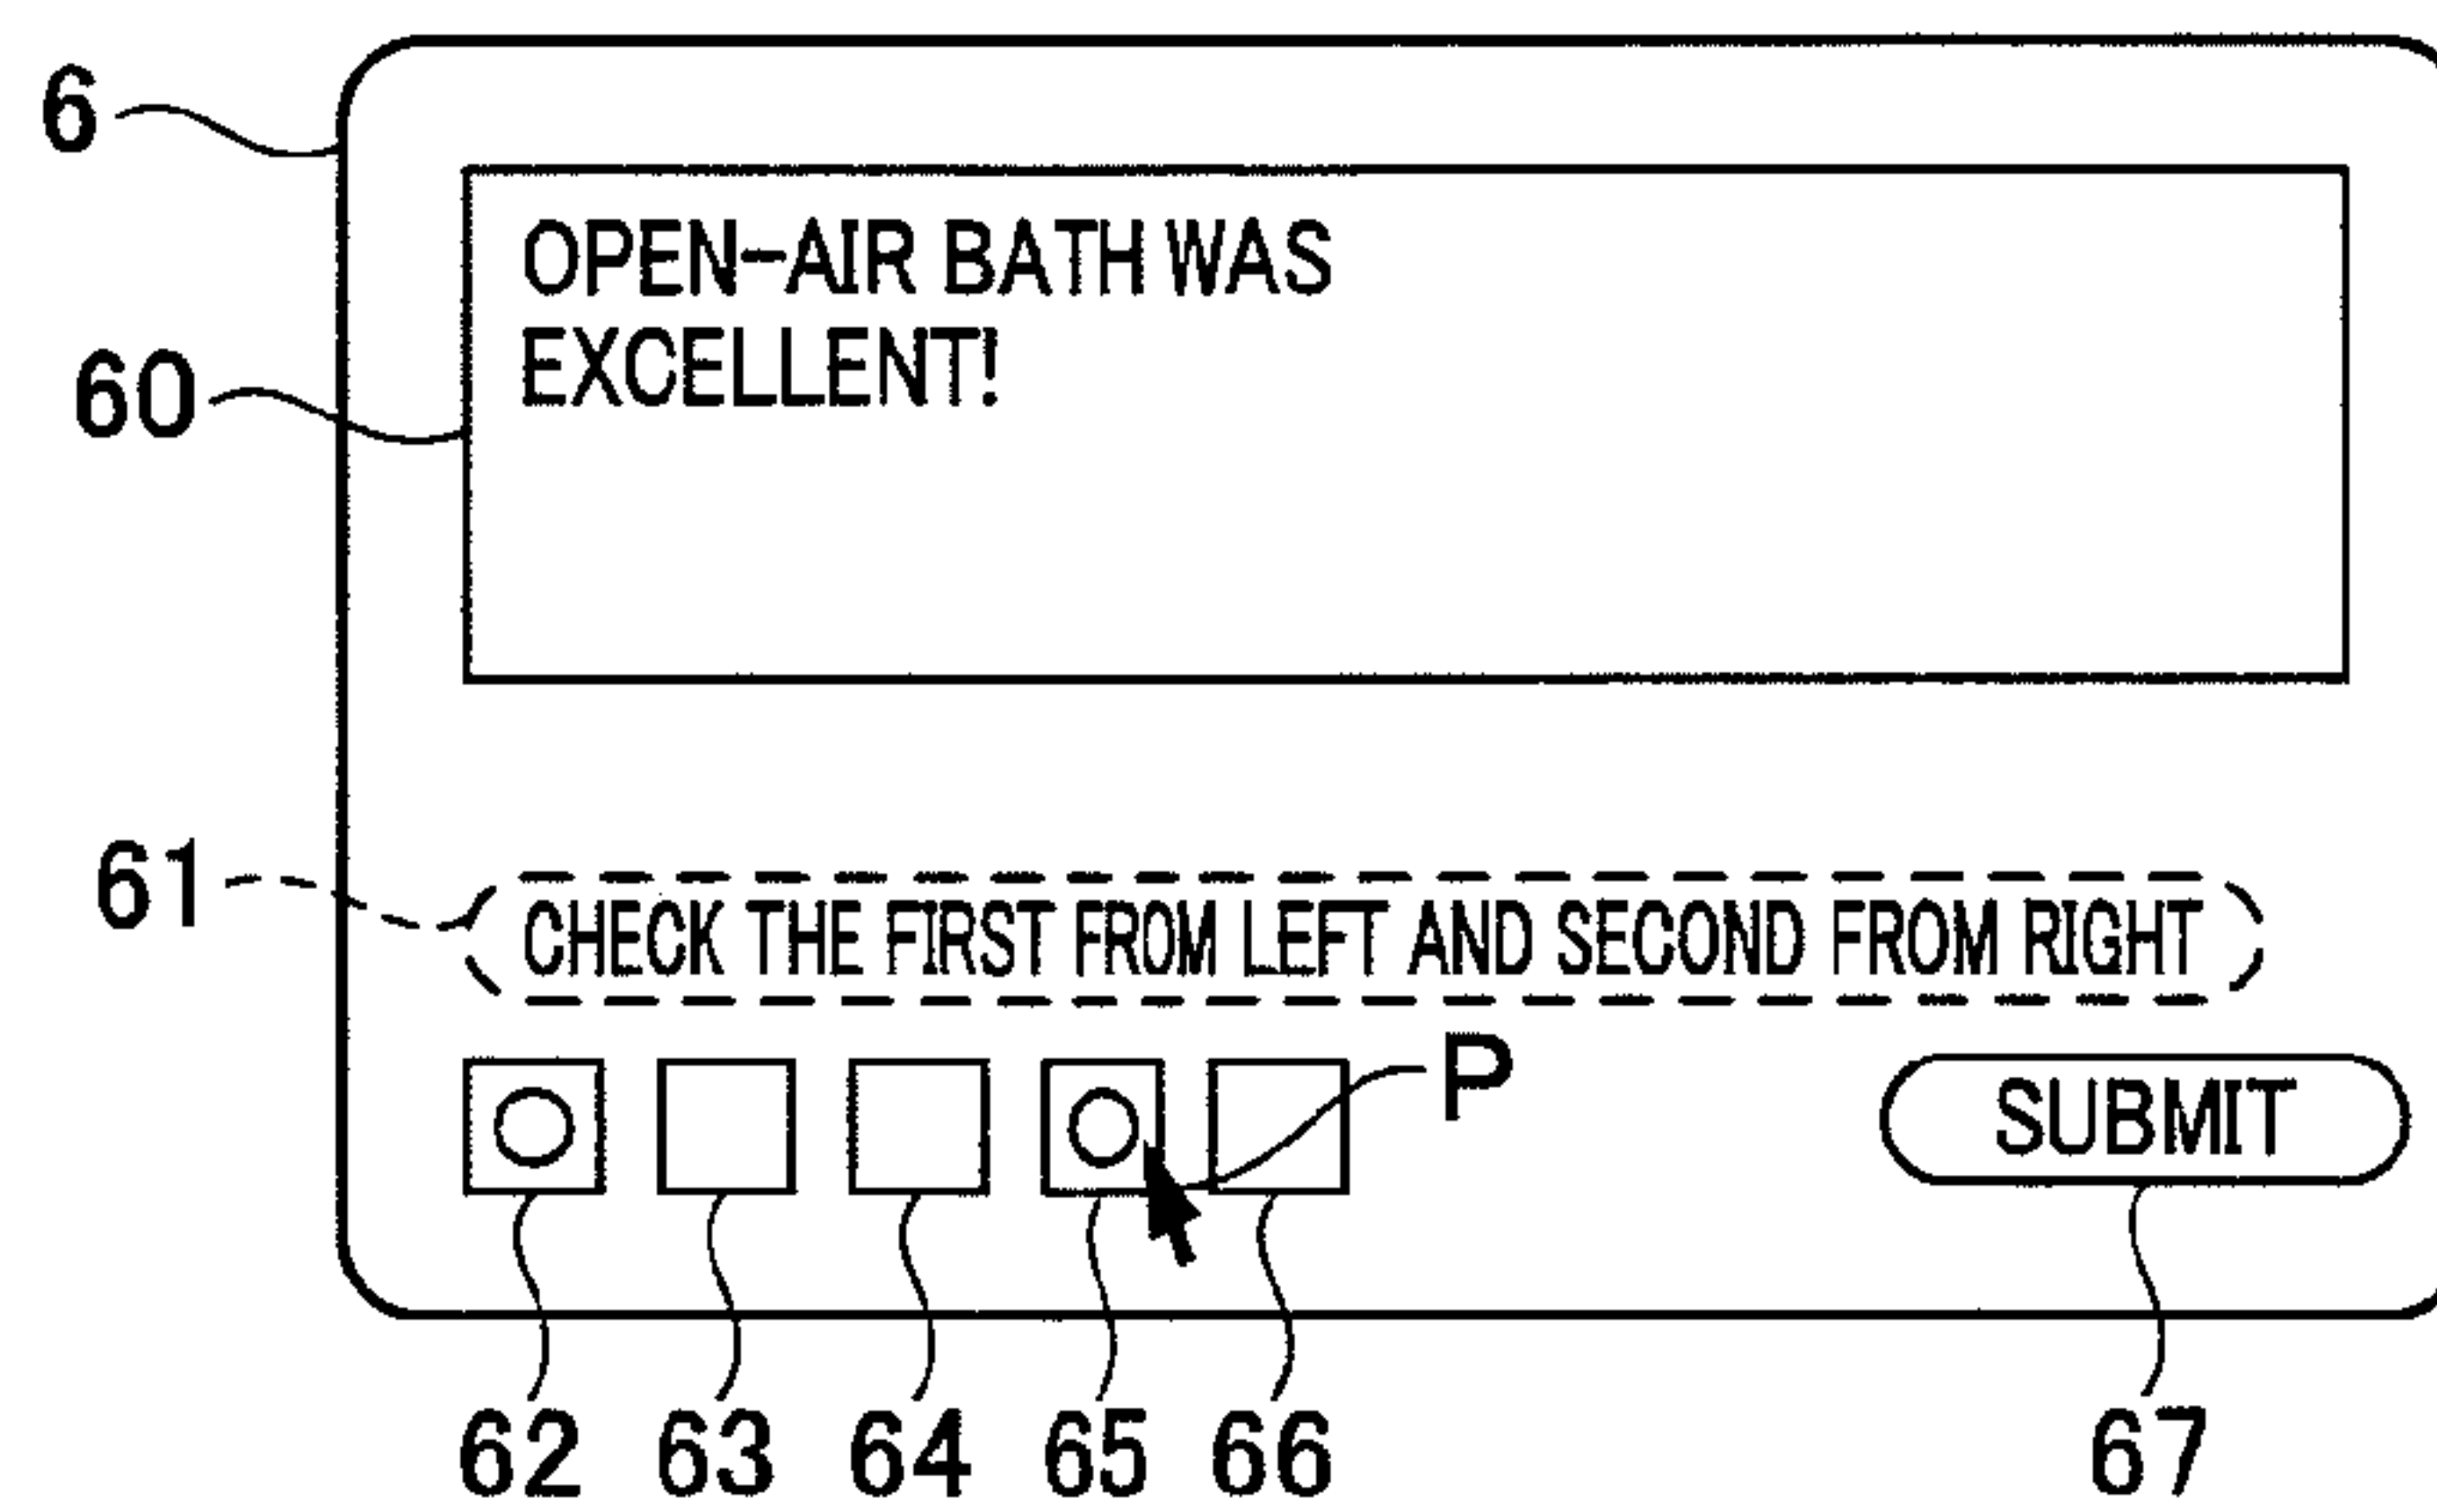 6
OPEN-AIR BATH WAS
EXCELLENT!
60
61
CHECK THE FIRST FROM LEFT AND SECOND FROM RIGHT
P
SUBMIT
62 63 64 65 66 67